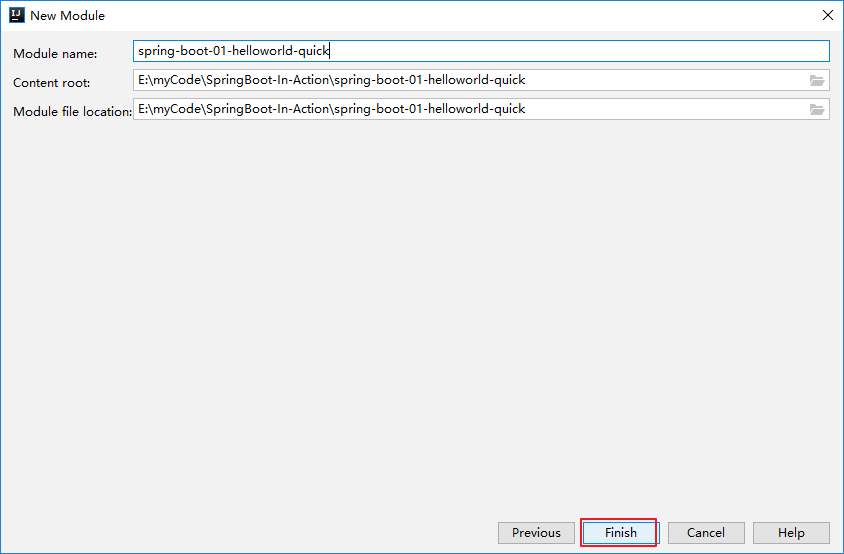 New Module
Module name: spring-boot-01-helloworld-quick
Content root: E:\myCode\SpringBoot-In-Action\spring-boot-01-helloworld-quick
Module file location: E:\myCode\SpringBoot-In-Action\spring-boot-01-helloworld-quick
Previous Finish Cancel Help